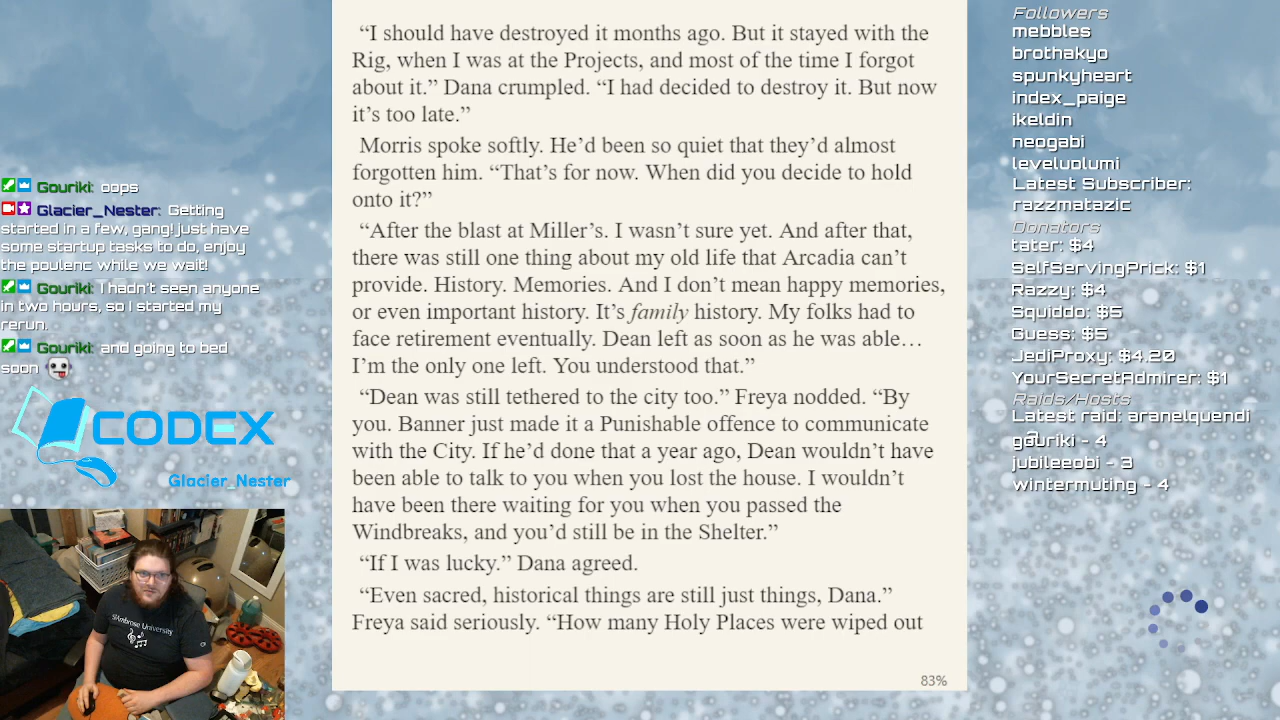 “I should have destroyed it months ago. But it stayed with the
Rig, when I was at the Projects, and most of the time I forgot
about it.” Dana crumpled. “I had decided to destroy it. But now
it’s too late.”
Morris spoke softly. He’d been so quiet that they’d almost
forgotten him. “That’s for now. When did you decide to hold
onto it?”
“After the blast at Miller’s. I wasn’t sure yet. And after that,
there was still one thing about my old life that Arcadia can’t
provide. History. Memories. And I don’t mean happy memories,
or even important history. It’s family history. My folks had to
face retirement eventually. Dean left as soon as he was able…
I’m the only one left. You understood that.”
“Dean was still tethered to the city too.” Freya nodded. “By
you. Banner just made it a Punishable offence to communicate
with the City. If he’d done that a year ago, Dean wouldn’t have
been able to talk to you when you lost the house. I wouldn’t
have been there waiting for you when you passed the
Windbreaks, and you’d still be in the Shelter.”
“If I was lucky.” Dana agreed.
“Even sacred, historical things are still just things, Dana.”
Freya said seriously. “How many Holy Places were wiped out
83%
Gouriki: oops
Glacier_Nester: Getting
started in a few, gang! just have
some startup tasks to do, enjoy
the poulenc while we wait!
Gouriki: I hadn't seen anyone
in two hours, so I started my
rerun.
Gouriki: and going to bed
soon
CODEX
Glacier_Nester
St.Ambrose University
Followers
mebbles
brothakyo
spunkyheart
index_paige
ikeldin
neogabi
leveluolumi
Latest Subscriber:
razzmatazic
Donators
tater: $4
SelfServingPrick: $1
Razzy: $4
Squiddo: $5
Guess: $5
JediProxy: $4.20
YourSecretAdmirer: $1
Raids/Hosts
Latest raid: aranelquendi
gouriki - 4
jubileeobi - 3
wintermuting - 4